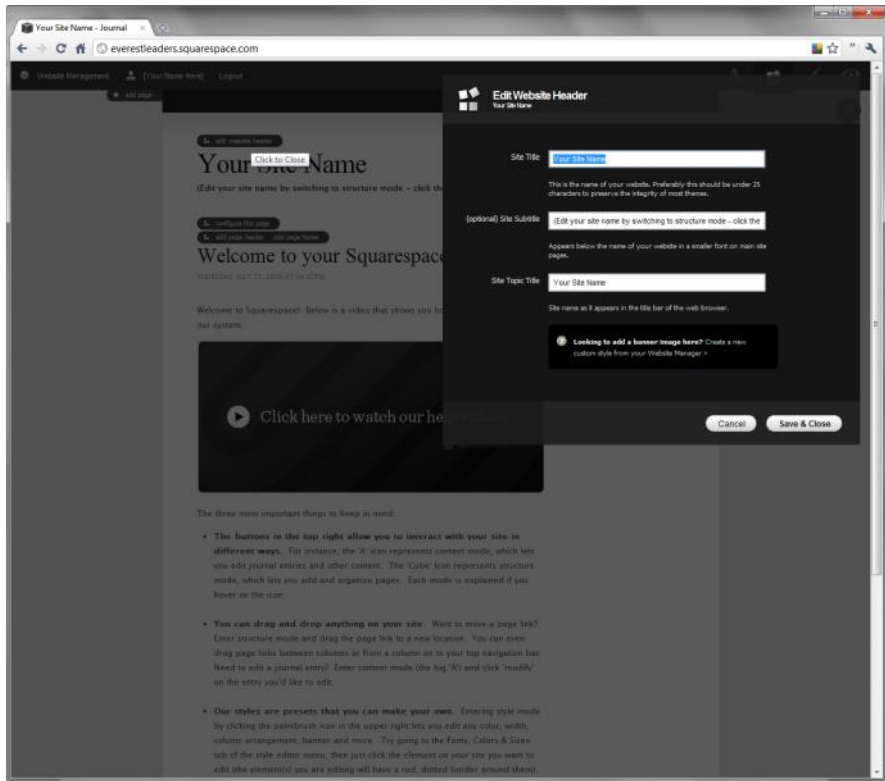 Your Site Name - Journal
everestleaders.squarespace.com
Website Management [Your Name Here] Logout
add page
Edit Website Header
Your Site Name
add website header
Your Site Name
Click to Close
(Edit your site name by switching to structure mode - click the
Site Title
Your Site Name
This is the name of your website. Preferably this should be under 25
characters to preserve the integrity of most themes.
configure this page
add page header add page footer
(optional) Site Subtitle
(Edit your site name by switching to structure mode - click the
Appears below the name of your website in a smaller font on main site
pages.
Welcome to your Squarespac
Site Topic Title
Your Site Name
Site name as it appears in the title bar of the web browser.
Welcome to Squarespace! Below is a video that shows you
our system.
Looking to add a banner image here? Create a new
custom style from your Website Manager »
Click here to watch our he
Cancel
Save & Close
The three most important things to keep in mind:
The buttons in the top right allow you to interact with your site in
different ways. For instance, the 'A' icon represents content mode, which lets
you edit journal entries and other content. The 'Cube' icon represents structure
mode, which lets you add and organize pages. Each mode is explained if you
hover on the icon.
You can drag and drop anything on your site. Want to move a page link?
Enter structure mode and drag the page link to a new location. You can even
drag page links between columns or from a column on to your top navigation bar
Need to edit a journal entry? Enter content mode (the big 'A') and click 'modify'
on the entry you'd like to edit.
Our styles are presets that you can make your own. Entering style mode
by clicking the paintbrush icon in the upper right lets you edit any color, width,
column arrangement, banner and more. Try going to the Fonts, Colors & Sizes
tab of the style editor menu, then just click the element on your site you want to
edit (the element(s) you are editing will have a red, dotted border around them).